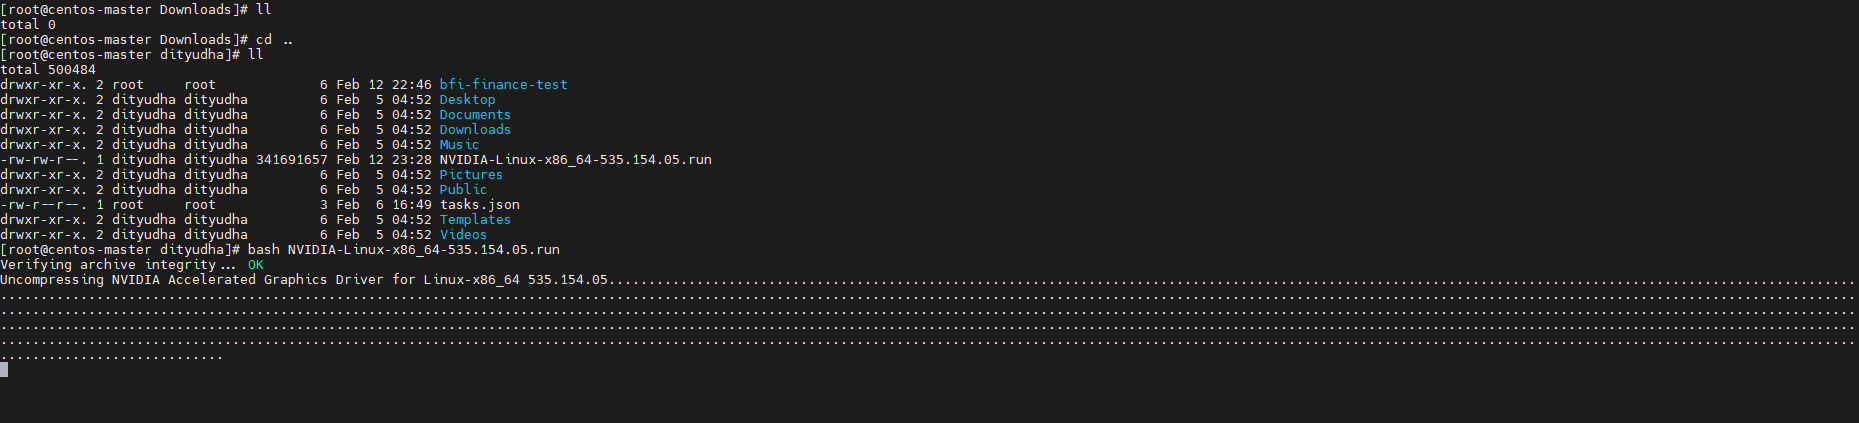 [root@centos-master Downloads]# ll
total 0
[root@centos-master Downloads]# cd ..
[root@centos-master dityudha]# ll
total 500484
drwxr-xr-x. 2 root     root             6 Feb 12 22:46 bfi-finance-test
drwxr-xr-x. 2 dityudha dityudha         6 Feb  5 04:52 Desktop
drwxr-xr-x. 2 dityudha dityudha         6 Feb  5 04:52 Documents
drwxr-xr-x. 2 dityudha dityudha         6 Feb  5 04:52 Downloads
drwxr-xr-x. 2 dityudha dityudha         6 Feb  5 04:52 Music
-rw-rw-r--. 1 dityudha dityudha 341691657 Feb 12 23:28 NVIDIA-Linux-x86_64-535.154.05.run
drwxr-xr-x. 2 dityudha dityudha         6 Feb  5 04:52 Pictures
drwxr-xr-x. 2 dityudha dityudha         6 Feb  5 04:52 Public
-rw-r--r--. 1 root     root             3 Feb  6 16:49 tasks.json
drwxr-xr-x. 2 dityudha dityudha         6 Feb  5 04:52 Templates
drwxr-xr-x. 2 dityudha dityudha         6 Feb  5 04:52 Videos
[root@centos-master dityudha]# bash NVIDIA-Linux-x86_64-535.154.05.run
Verifying archive integrity... OK
Uncompressing NVIDIA Accelerated Graphics Driver for Linux-x86_64 535.154.05............................